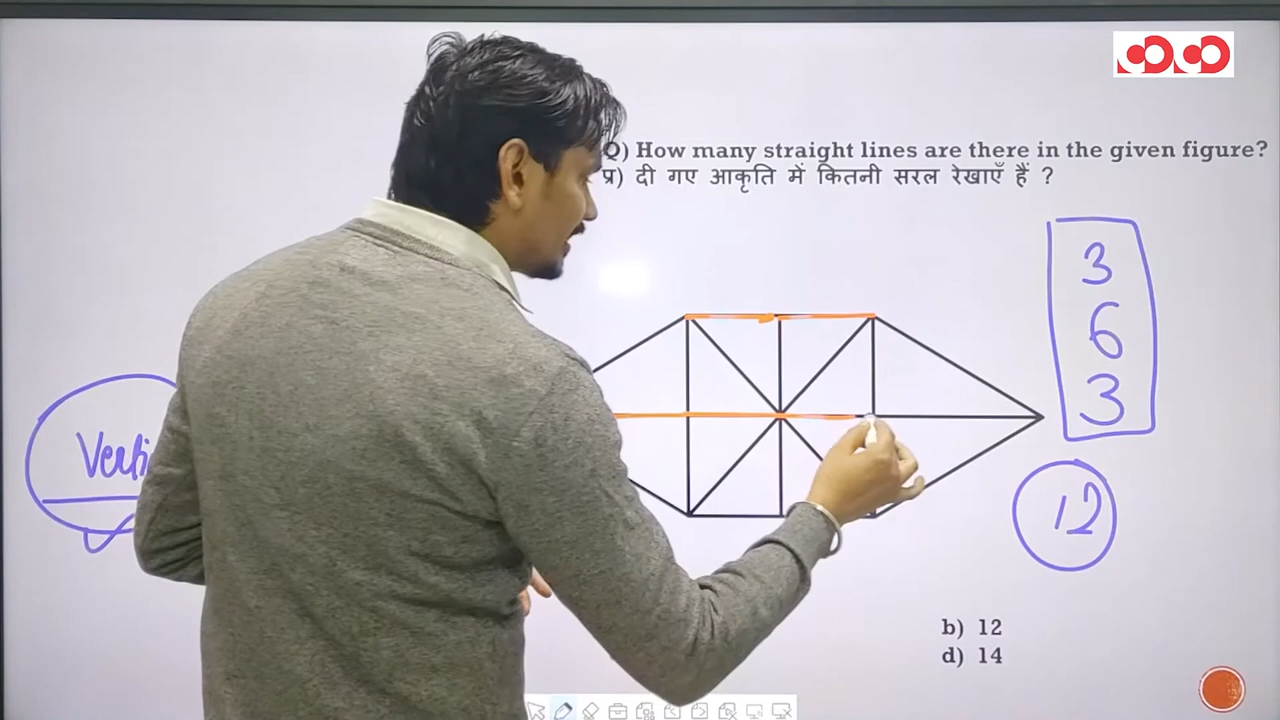 Q) How many straight lines are there in the given figure?
प्र) दी गए आकृति में कितनी सरल रेखाएँ हैं ?
3
6
3
12
b) 12
d) 14